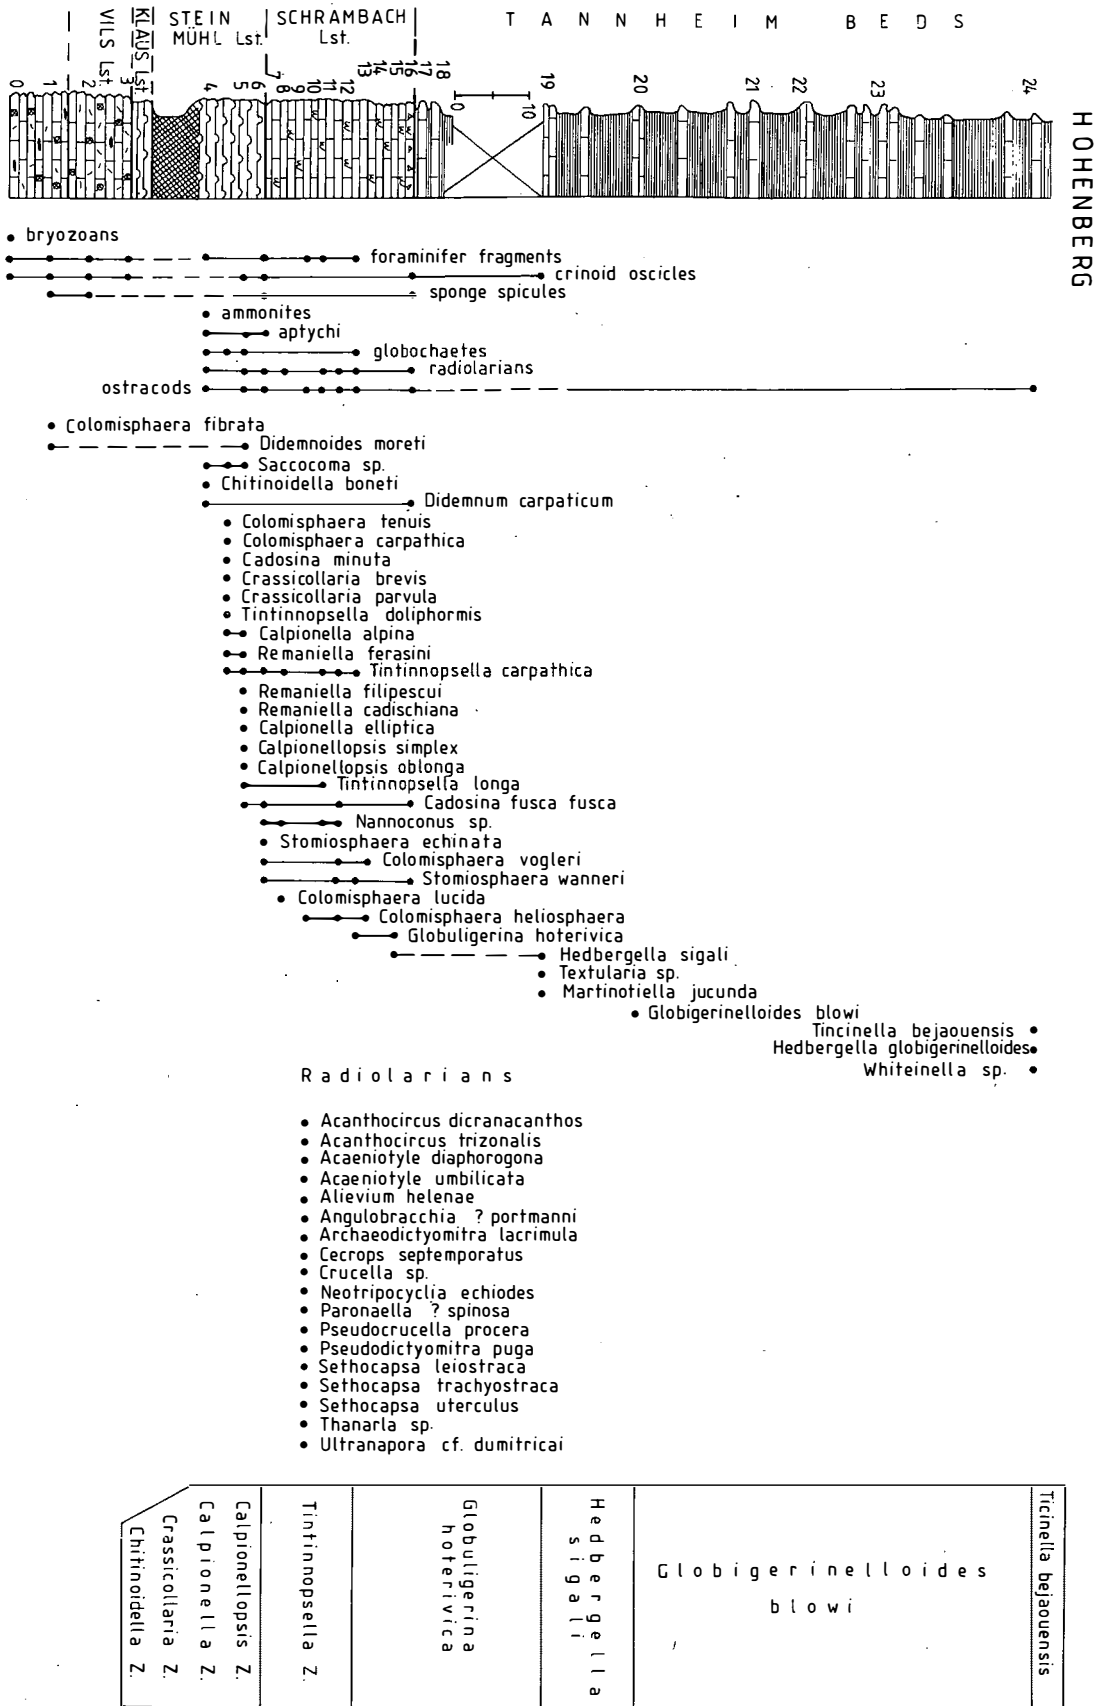 HOHENBERG
VILS Lst.
KLAUS Lst
STEIN
MÜHL Lst.
SCHRAMBACH
Lst.
TANNHEIM BEDS
0 1 2 3 4 5 6 7 8 9 10 11 12 13 14 15 16 17 18 19 20 21 22 23 24
0 10
bryozoans
foraminifer fragments
crinoid oscicles
sponge spicules
ammonites
aptychi
globochaetes
radiolarians
ostracods
Colomisphaera fibrata
Didemnoides moreti
Saccocoma sp.
Chitinoidella boneti
Didemnum carpaticum
Colomisphaera tenuis
Colomisphaera carpathica
Cadosina minuta
Crassicollaria brevis
Crassicollaria parvula
Tintinnopsella doliphormis
Calpionella alpina
Remaniella ferasini
Tintinnopsella carpathica
Remaniella filipescui
Remaniella cadischiana
Calpionella elliptica
Calpionellopsis simplex
Calpionellopsis oblonga
Tintinnopsella longa
Cadosina fusca fusca
Nannoconus sp.
Stomiosphaera echinata
Colomisphaera vogleri
Stomiosphaera wanneri
Colomisphaera lucida
Colomisphaera heliosphaera
Globuligerina hoterivica
Hedbergella sigali
Textularia sp.
Martinotiella jucunda
Globigerinelloides blowi
Tincinella bejaouensis
Hedbergella globigerinelloides
Whiteinella sp.
Radiolarians
Acanthocircus dicranacanthos
Acanthocircus trizonalis
Acaeniotyle diaphorogona
Acaeniotyle umbilicata
Alievium helenae
Angulobracchia ? portmanni
Archaeodictyomitra lacrimula
Cecrops septemporatus
Crucella sp.
Neotripocyclia echiodes
Paronaella ? spinosa
Pseudocrucella procera
Pseudodictyomitra puga
Sethocapsa leiostraca
Sethocapsa trachyostraca
Sethocapsa uterculus
Thanarla sp.
Ultranapora cf. dumitricai
Chitinoidella Z.
Crassicollaria Z.
Calpionella Z.
Calpionellopsis Z.
Tintinnopsella Z.
Globuligerina
hoterivica
Hedbergella
sigali
Globigerinelloides
blowi
Ticinella bejaouensis